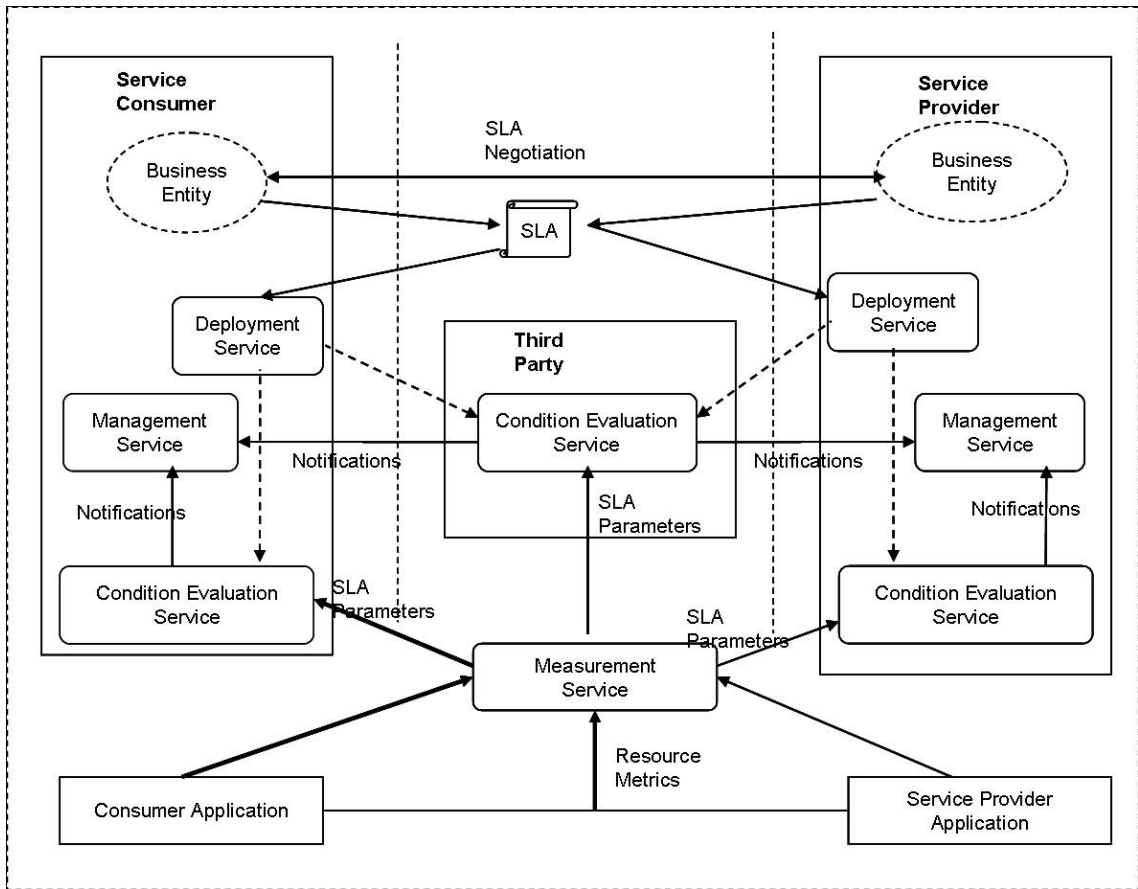 Service
Consumer
Service
Provider
SLA
Negotiation
Business
Entity
Business
Entity
SLA
Deployment
Service
Deployment
Service
Third
Party
Management
Service
Condition Evaluation
Service
Management
Service
Notifications
Notifications
Notifications
SLA
Parameters
Notifications
Condition Evaluation
Service
SLA
Parameters
SLA
Parameters
Condition Evaluation
Service
Measurement
Service
Resource
Metrics
Consumer Application
Service Provider
Application